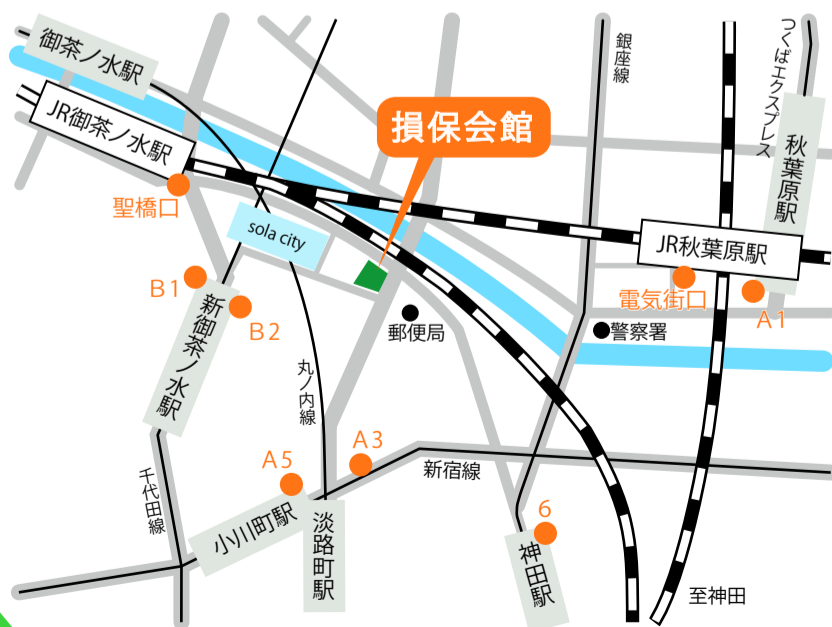 御茶ノ水駅
JR御茶ノ水駅
聖橋口
損保会館
銀座線
つくばエクスプレス
秋葉原駅
JR秋葉原駅
電気街口
A1
sola city
B1
B2
新御茶ノ水駅
郵便局
警察署
丸ノ内線
A3
A5
新宿線
千代田線
小川町駅
淡路町駅
6
神田駅
至神田